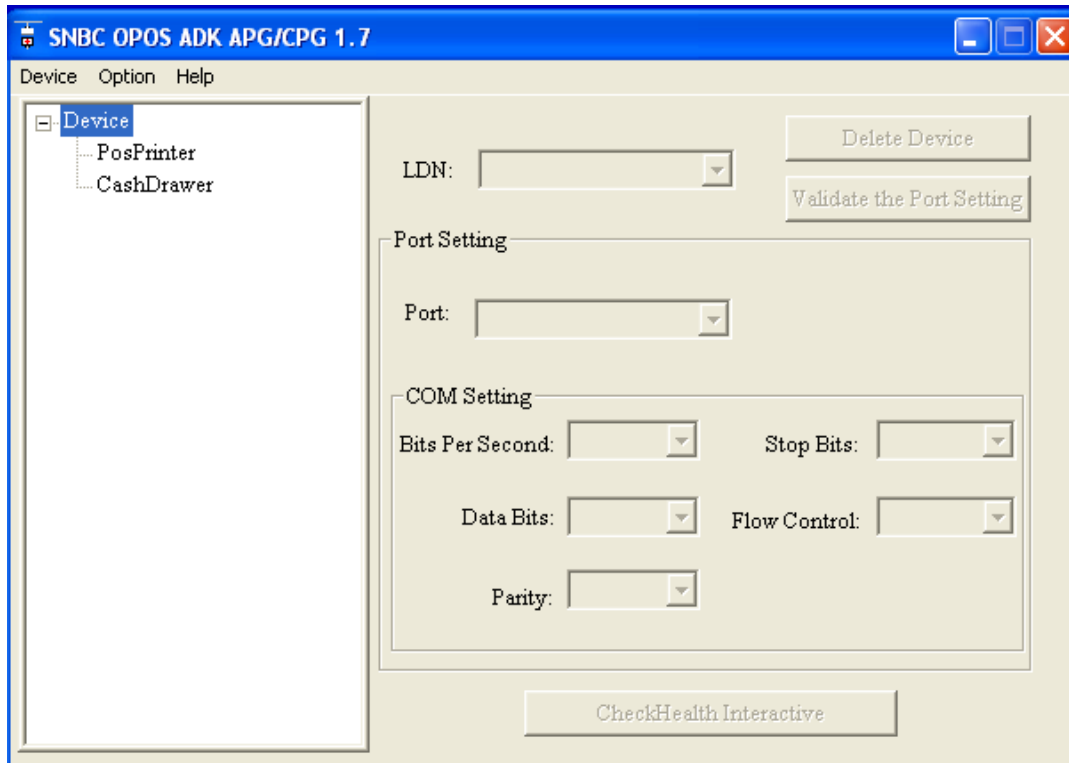 SNBC OPOS ADK APG/CPG 1.7
Device Option Help
Device
PosPrinter
CashDrawer
LDN:
Delete Device
Validate the Port Setting
Port Setting
Port:
COM Setting
Bits Per Second:
Stop Bits:
Data Bits:
Flow Control:
Parity:
CheckHealth Interactive